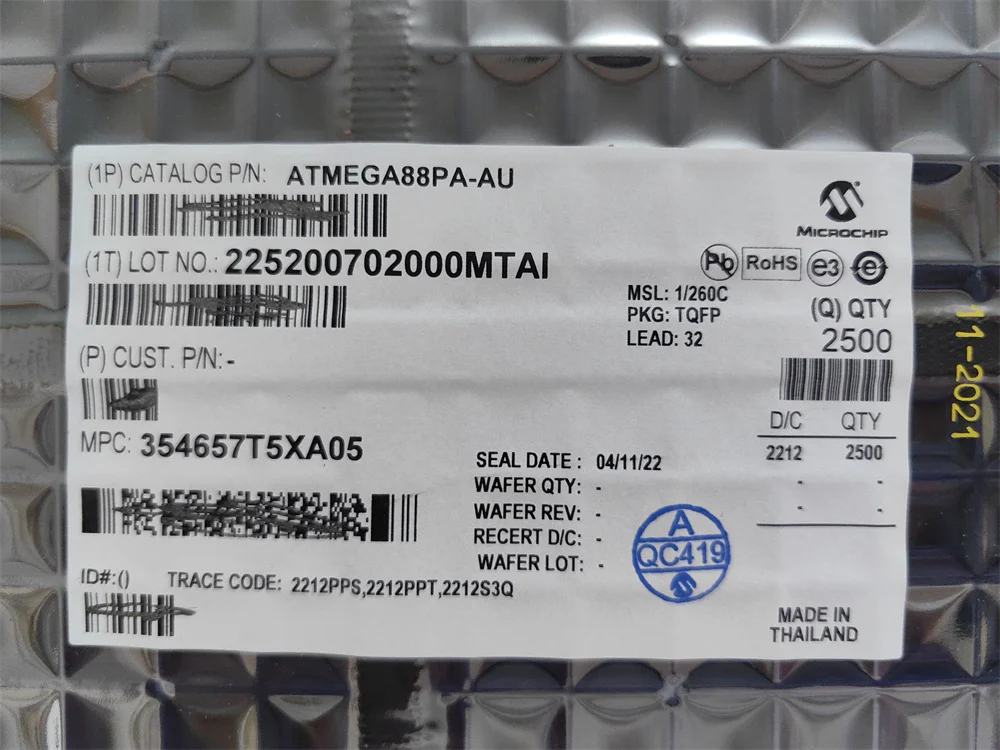 (1P) CATALOG P/N: ATMEGA88PA-AU
MICROCHIP
(1T) LOT NO.: 225200702000MTAI
Pb RoHS e3 e
MSL: 1/260C
PKG: TQFP
LEAD: 32
(Q) QTY
2500
(P) CUST. P/N: -
MPC: 354657T5XA05
D/C QTY
2212 2500
- -
- -
SEAL DATE : 04/11/22
WAFER QTY: -
WAFER REV: -
RECERT D/C: -
WAFER LOT: -
A
QC419
ID#:() TRACE CODE: 2212PPS,2212PPT,2212S3Q
MADE IN
THAILAND
11-2021